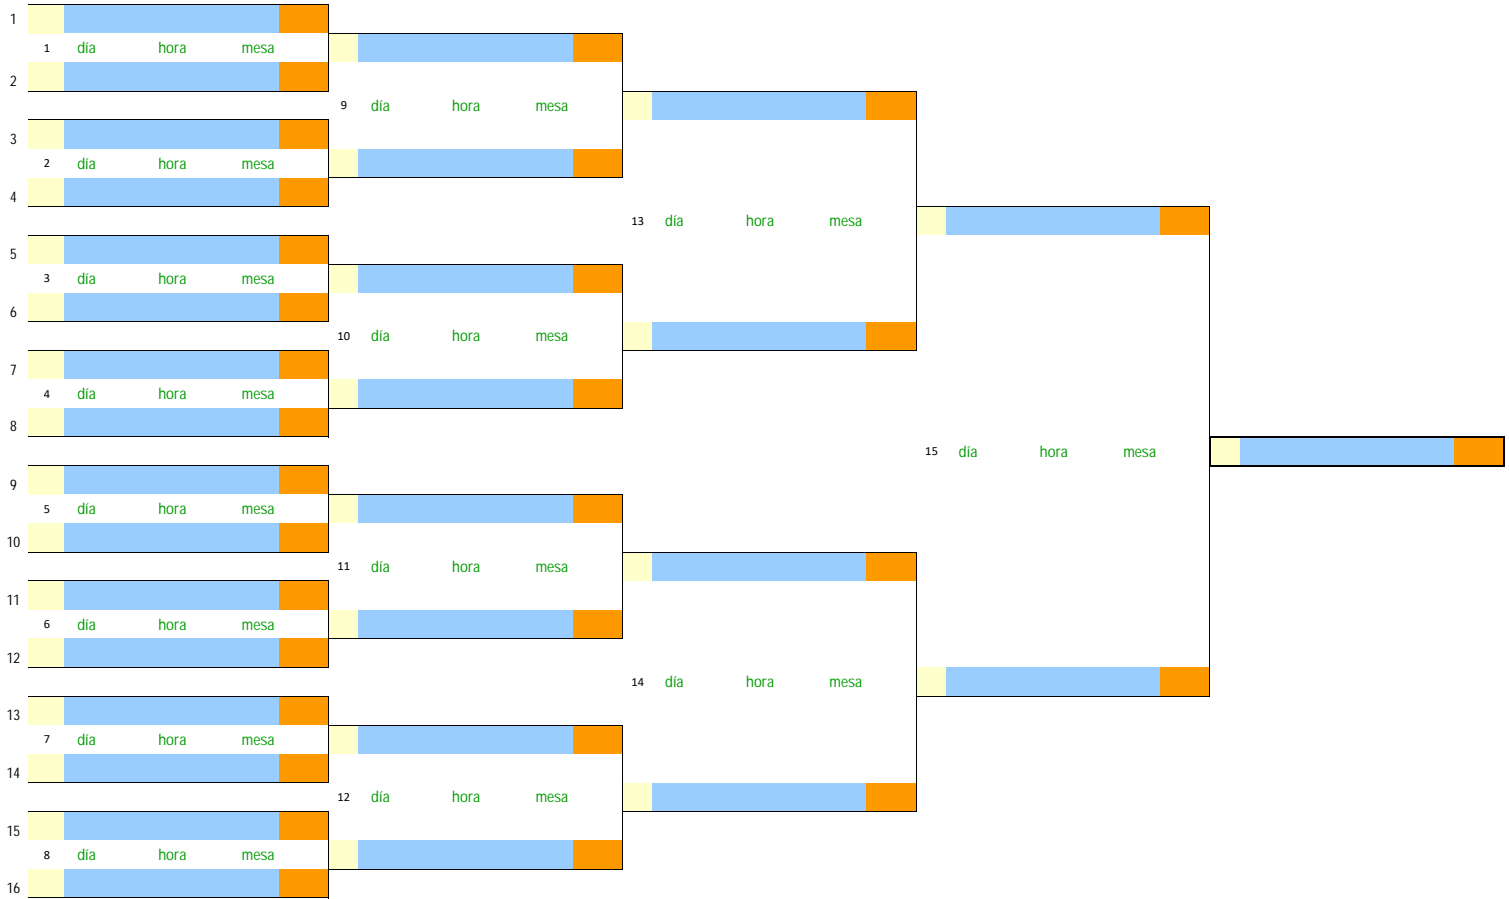 1
1 día hora mesa
2
9 día hora mesa
3
2 día hora mesa
4
13 día hora mesa
5
3 día hora mesa
6
10 día hora mesa
7
4 día hora mesa
8
15 día hora mesa
9
5 día hora mesa
10
11 día hora mesa
11
6 día hora mesa
12
14 día hora mesa
13
7 día hora mesa
14
12 día hora mesa
15
8 día hora mesa
16